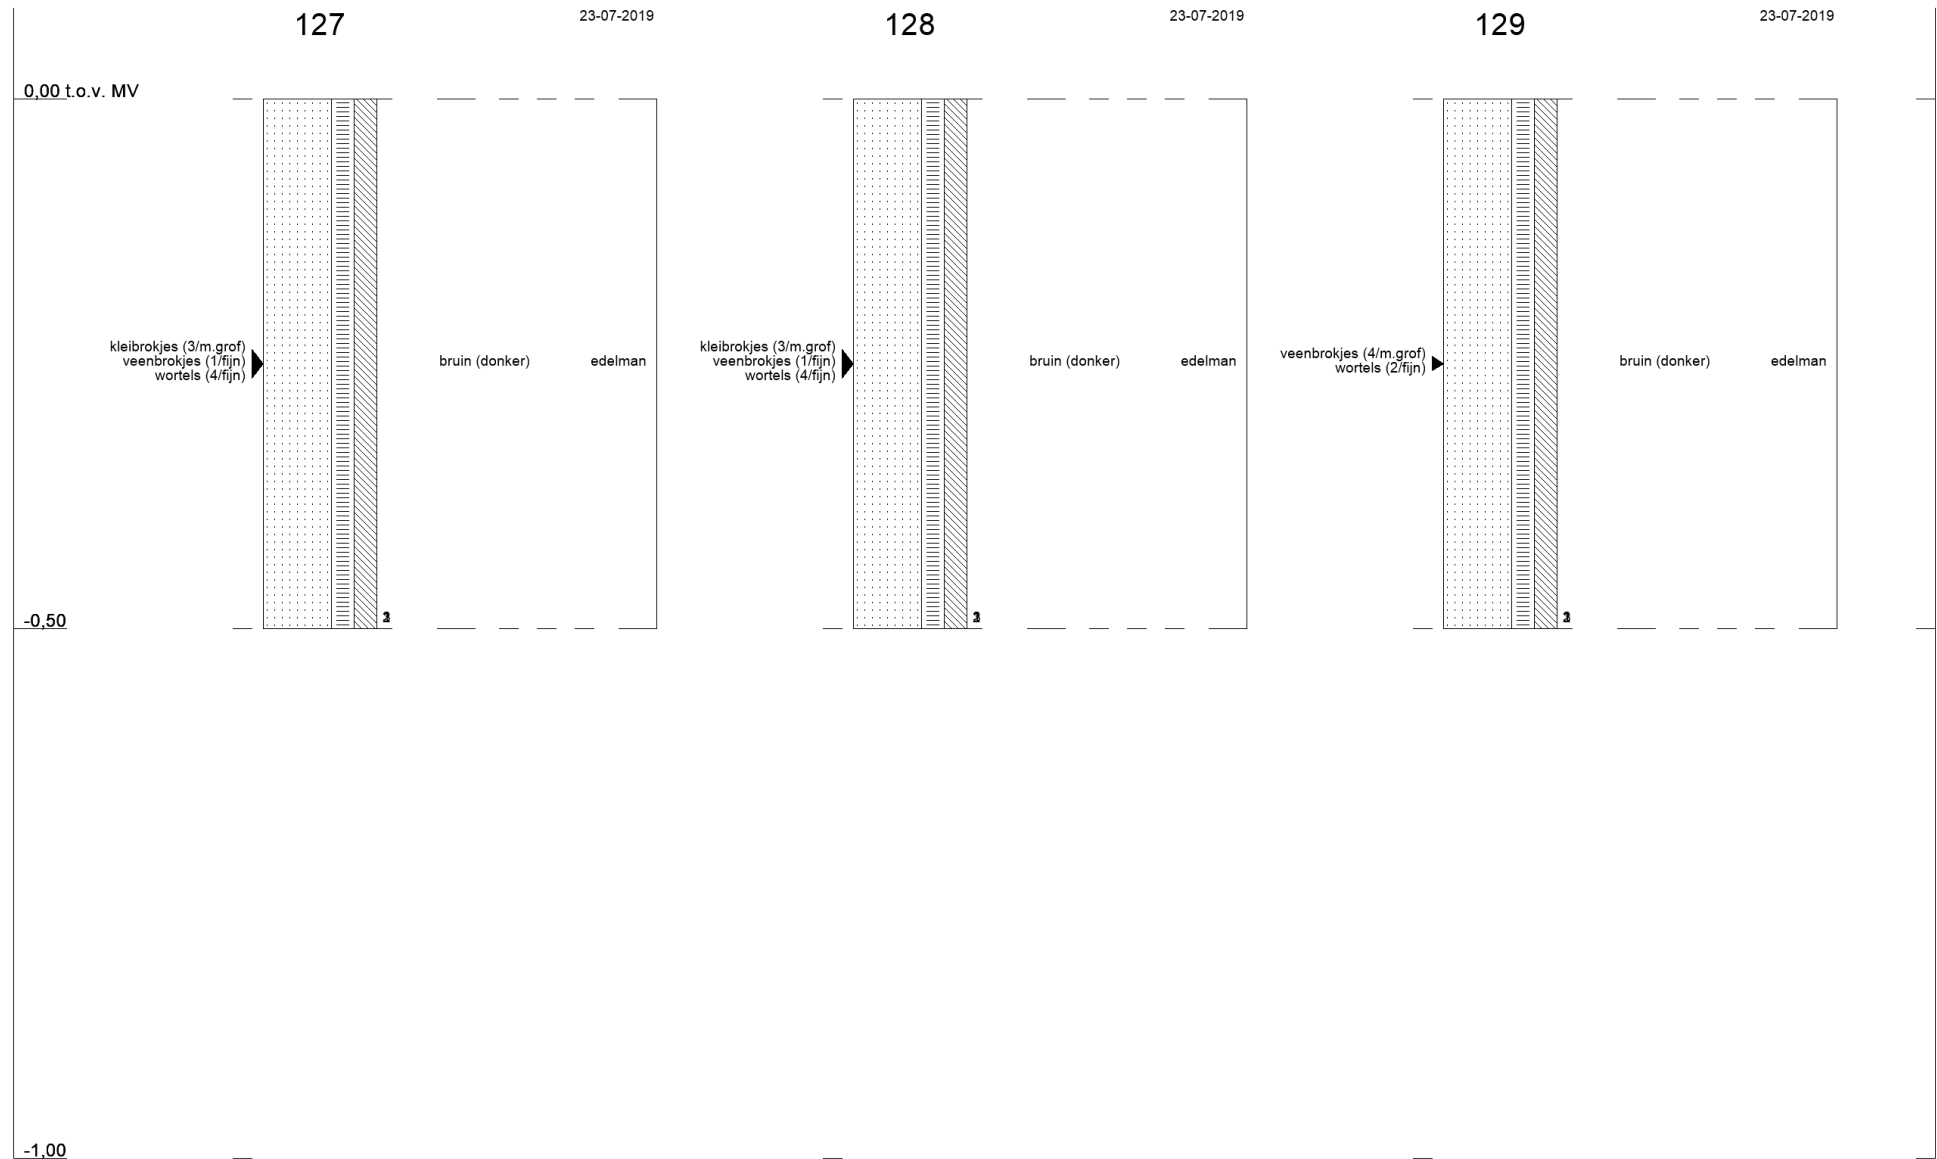 127
23-07-2019
128
23-07-2019
129
23-07-2019
0,00 t.o.v. MV
kleibrokjes (3/m.grof)
veenbrokjes (1/fijn)
wortels (4/fijn)
bruin (donker)
edelman
kleibrokjes (3/m.grof)
veenbrokjes (1/fijn)
wortels (4/fijn)
bruin (donker)
edelman
veenbrokjes (4/m.grof)
wortels (2/fijn)
bruin (donker)
edelman
-0,50
-1,00